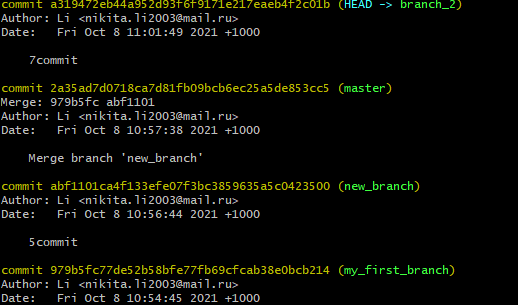 commit a319472eb44a952d93f6f9171e217eaeb4f2c01b (HEAD -> branch_2)
Author: Li <nikita.li2003@mail.ru>
Date:   Fri Oct 8 11:01:49 2021 +1000
7commit
commit 2a35ad7d0718ca7d81fb09bcb6ec25a5de853cc5 (master)
Merge: 979b5fc abf1101
Author: Li <nikita.li2003@mail.ru>
Date:   Fri Oct 8 10:57:38 2021 +1000
Merge branch 'new_branch'
commit abf1101ca4f133efe07f3bc3859635a5c0423500 (new_branch)
Author: Li <nikita.li2003@mail.ru>
Date:   Fri Oct 8 10:56:44 2021 +1000
5commit
commit 979b5fc77de52b58bfe77fb69cfcab38e0bcb214 (my_first_branch)
Author: Li <nikita.li2003@mail.ru>
Date:   Fri Oct 8 10:54:45 2021 +1000